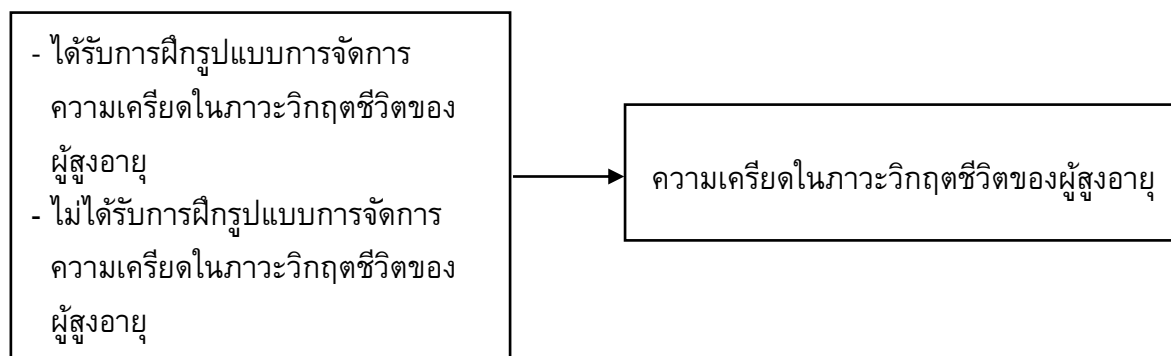 - ได้รับการฝึกรูปแบบการจัดการ
ความเครียดในภาวะวิกฤตชีวิตของ
ผู้สูงอายุ
- ไม่ได้รับการฝึกรูปแบบการจัดการ
ความเครียดในภาวะวิกฤตชีวิตของ
ผู้สูงอายุ
ความเครียดในภาวะวิกฤตชีวิตของผู้สูงอายุ